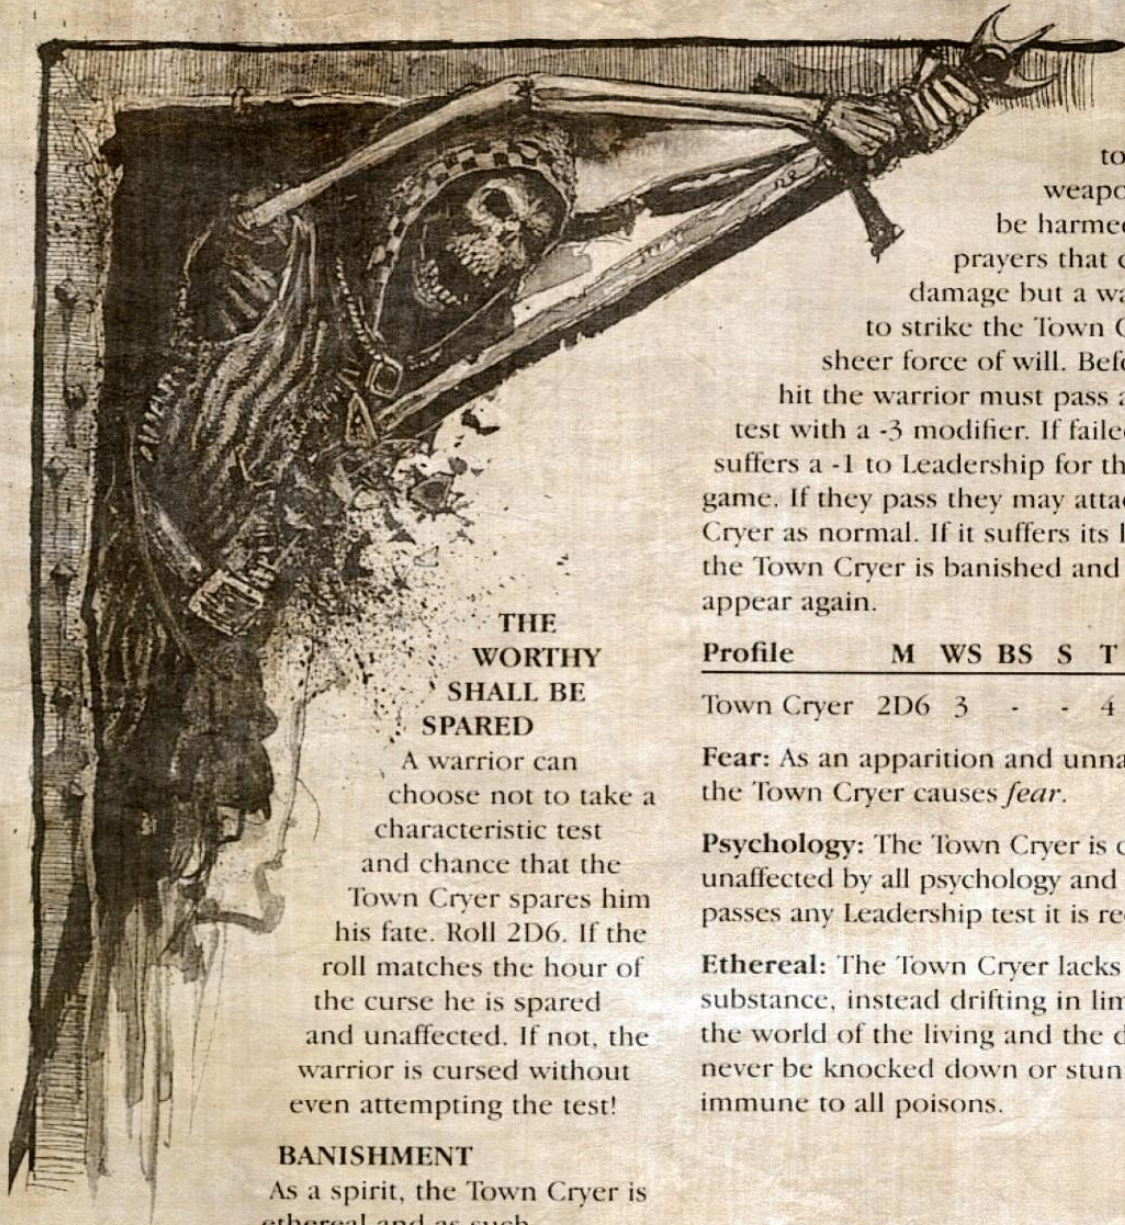 THE
WORTHY
SHALL BE
SPARED
A warrior can
choose not to take a
characteristic test
and chance that the
Town Cryer spares him
his fate. Roll 2D6. If the
roll matches the hour of
the curse he is spared
and unaffected. If not, the
warrior is cursed without
even attempting the test!
BANISHMENT
As a spirit, the Town Cryer is
ethereal and as such
to
weapo
be harmed
prayers that c
damage but a wa
to strike the Town C
sheer force of will. Befo
hit the warrior must pass a
test with a -3 modifier. If faile
suffers a -1 to Leadership for th
game. If they pass they may atta
Cryer as normal. If it suffers its l
the Town Cryer is banished and
appear again.
Profile M WS BS S T
Town Cryer 2D6 3 - - 4
Fear: As an apparition and unna
the Town Cryer causes fear.
Psychology: The Town Cryer is c
unaffected by all psychology and
passes any Leadership test it is re
Ethereal: The Town Cryer lacks
substance, instead drifting in lim
the world of the living and the d
never be knocked down or stun
immune to all poisons.